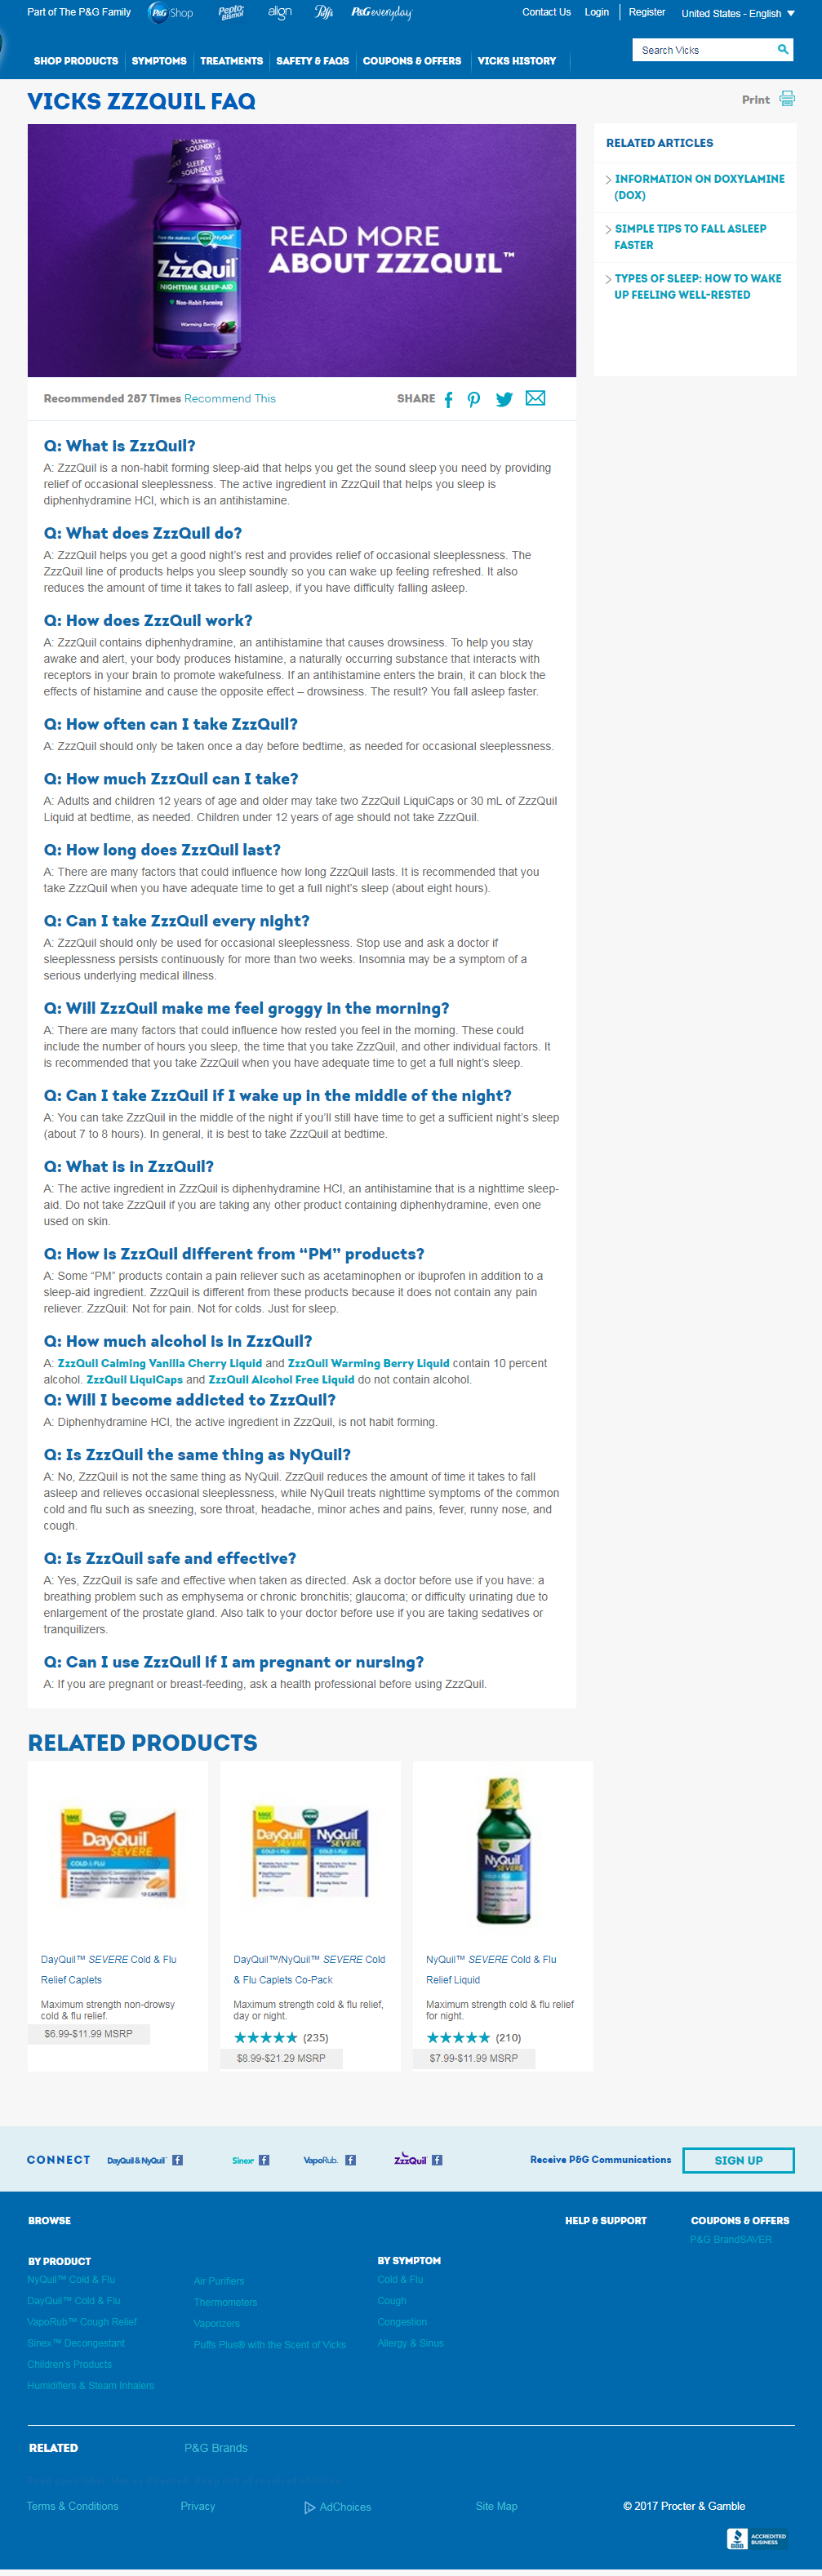 Part of The P&G Family
P&G Shop
Pepto Bismol
align
Puffs
P&G everyday
Contact Us
Login
Register
United States - English
SHOP PRODUCTS
SYMPTOMS
TREATMENTS
SAFETY & FAQS
COUPONS & OFFERS
VICKS HISTORY
Search Vicks
VICKS ZZZQUIL FAQ
Print
SLEEP SOUNDLY
From the makers of NyQuil
ZzzQuil
NIGHTTIME SLEEP-AID
Non-Habit Forming
Warming Berry
READ MORE
ABOUT ZZZQUIL™
RELATED ARTICLES
INFORMATION ON DOXYLAMINE
(DOX)
SIMPLE TIPS TO FALL ASLEEP
FASTER
TYPES OF SLEEP: HOW TO WAKE
UP FEELING WELL-RESTED
Recommended 287 Times Recommend This
SHARE
Q: What is ZzzQuil?
A: ZzzQuil is a non-habit forming sleep-aid that helps you get the sound sleep you need by providing
relief of occasional sleeplessness. The active ingredient in ZzzQuil that helps you sleep is
diphenhydramine HCI, which is an antihistamine.
Q: What does ZzzQuil do?
A: ZzzQuil helps you get a good night’s rest and provides relief of occasional sleeplessness. The
ZzzQuil line of products helps you sleep soundly so you can wake up feeling refreshed. It also
reduces the amount of time it takes to fall asleep, if you have difficulty falling asleep.
Q: How does ZzzQuil work?
A: ZzzQuil contains diphenhydramine, an antihistamine that causes drowsiness. To help you stay
awake and alert, your body produces histamine, a naturally occurring substance that interacts with
receptors in your brain to promote wakefulness. If an antihistamine enters the brain, it can block the
effects of histamine and cause the opposite effect – drowsiness. The result? You fall asleep faster.
Q: How often can I take ZzzQuil?
A: ZzzQuil should only be taken once a day before bedtime, as needed for occasional sleeplessness.
Q: How much ZzzQuil can I take?
A: Adults and children 12 years of age and older may take two ZzzQuil LiquiCaps or 30 mL of ZzzQuil
Liquid at bedtime, as needed. Children under 12 years of age should not take ZzzQuil.
Q: How long does ZzzQuil last?
A: There are many factors that could influence how long ZzzQuil lasts. It is recommended that you
take ZzzQuil when you have adequate time to get a full night’s sleep (about eight hours).
Q: Can I take ZzzQuil every night?
A: ZzzQuil should only be used for occasional sleeplessness. Stop use and ask a doctor if
sleeplessness persists continuously for more than two weeks. Insomnia may be a symptom of a
serious underlying medical illness.
Q: Will ZzzQuil make me feel groggy in the morning?
A: There are many factors that could influence how rested you feel in the morning. These could
include the number of hours you sleep, the time that you take ZzzQuil, and other individual factors. It
is recommended that you take ZzzQuil when you have adequate time to get a full night’s sleep.
Q: Can I take ZzzQuil if I wake up in the middle of the night?
A: You can take ZzzQuil in the middle of the night if you’ll still have time to get a sufficient night’s sleep
(about 7 to 8 hours). In general, it is best to take ZzzQuil at bedtime.
Q: What is in ZzzQuil?
A: The active ingredient in ZzzQuil is diphenhydramine HCI, an antihistamine that is a nighttime sleep-
aid. Do not take ZzzQuil if you are taking any other product containing diphenhydramine, even one
used on skin.
Q: How is ZzzQuil different from “PM” products?
A: Some “PM” products contain a pain reliever such as acetaminophen or ibuprofen in addition to a
sleep-aid ingredient. ZzzQuil is different from these products because it does not contain any pain
reliever. ZzzQuil: Not for pain. Not for colds. Just for sleep.
Q: How much alcohol is in ZzzQuil?
A: ZzzQuil Calming Vanilla Cherry Liquid and ZzzQuil Warming Berry Liquid contain 10 percent
alcohol. ZzzQuil LiquiCaps and ZzzQuil Alcohol Free Liquid do not contain alcohol.
Q: Will I become addicted to ZzzQuil?
A: Diphenhydramine HCI, the active ingredient in ZzzQuil, is not habit forming.
Q: Is ZzzQuil the same thing as NyQuil?
A: No, ZzzQuil is not the same thing as NyQuil. ZzzQuil reduces the amount of time it takes to fall
asleep and relieves occasional sleeplessness, while NyQuil treats nighttime symptoms of the common
cold and flu such as sneezing, sore throat, headache, minor aches and pains, fever, runny nose, and
cough.
Q: Is ZzzQuil safe and effective?
A: Yes, ZzzQuil is safe and effective when taken as directed. Ask a doctor before use if you have: a
breathing problem such as emphysema or chronic bronchitis; glaucoma; or difficulty urinating due to
enlargement of the prostate gland. Also talk to your doctor before use if you are taking sedatives or
tranquilizers.
Q: Can I use ZzzQuil if I am pregnant or nursing?
A: If you are pregnant or breast-feeding, ask a health professional before using ZzzQuil.
RELATED PRODUCTS
DayQuil SEVERE COLD & FLU
DayQuil SEVERE COLD & FLU NyQuil SEVERE COLD & FLU
NyQuil SEVERE COLD & FLU
DayQuil™ SEVERE Cold & Flu
Relief Caplets
Maximum strength non-drowsy
cold & flu relief.
$6.99-$11.99 MSRP
DayQuil™/NyQuil™ SEVERE Cold
& Flu Caplets Co-Pack
Maximum strength cold & flu relief,
day or night.
(235)
$8.99-$21.29 MSRP
NyQuil™ SEVERE Cold & Flu
Relief Liquid
Maximum strength cold & flu relief
for night.
(210)
$7.99-$11.99 MSRP
CONNECT
DayQuil & NyQuil
Sinex
VapoRub
ZzzQuil
Receive P&G Communications
SIGN UP
BROWSE
HELP & SUPPORT
COUPONS & OFFERS
P&G BrandSAVER
BY PRODUCT
NyQuil™ Cold & Flu
DayQuil™ Cold & Flu
VapoRub™ Cough Relief
Sinex™ Decongestant
Children's Products
Humidifiers & Steam Inhalers
Air Purifiers
Thermometers
Vaporizers
Puffs Plus® with the Scent of Vicks
BY SYMPTOM
Cold & Flu
Cough
Congestion
Allergy & Sinus
RELATED
P&G Brands
Terms & Conditions
Privacy
AdChoices
Site Map
© 2017 Procter & Gamble
BBB
ACCREDITED
BUSINESS